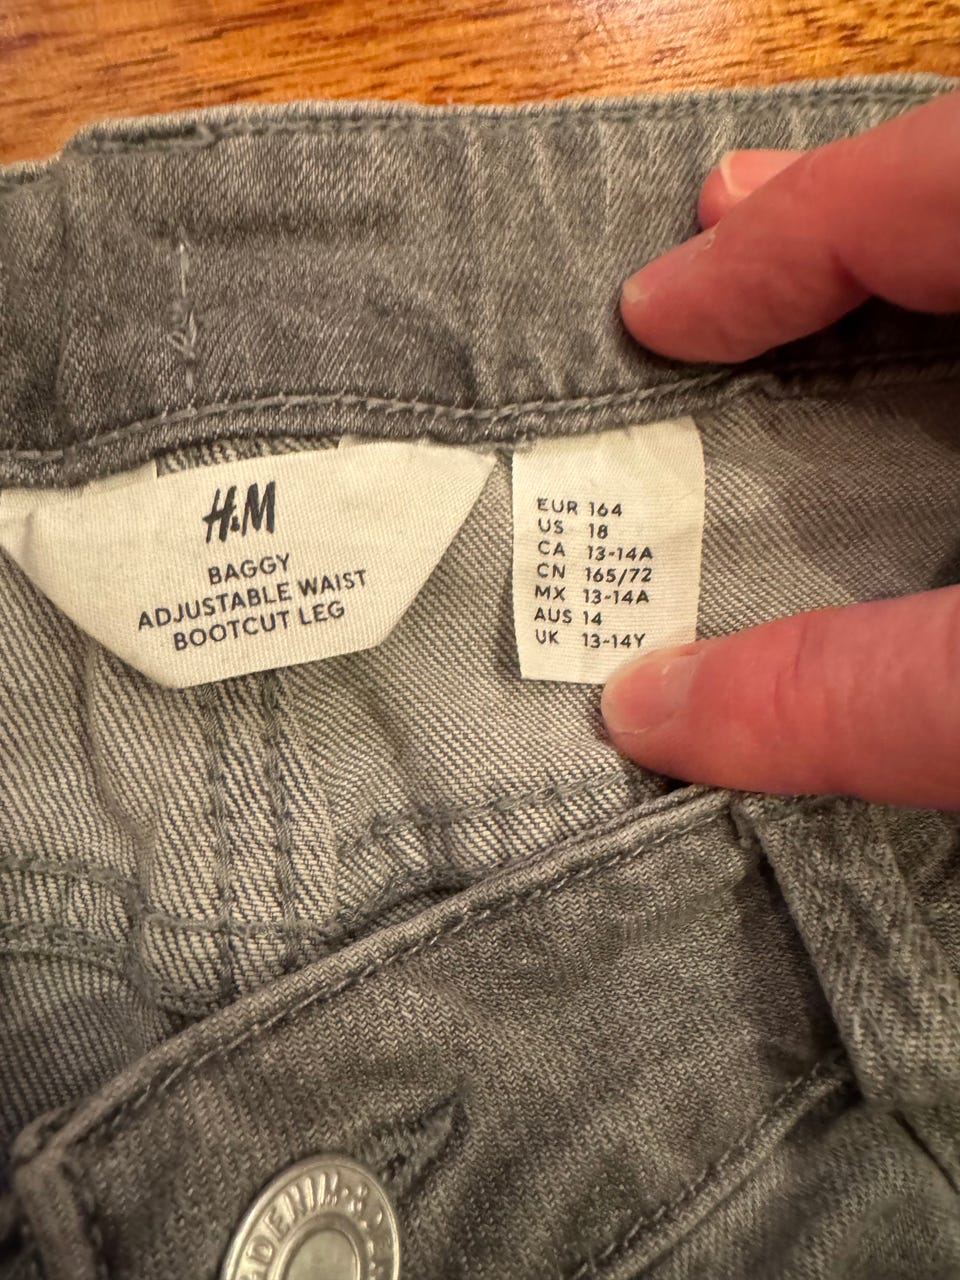 H&M
BAGGY
ADJUSTABLE WAIST
BOOTCUT LEG
EUR 164
US 18
CA 13-14A
CN 165/72
MX 13-14A
AUS 14
UK 13-14Y
DENIM